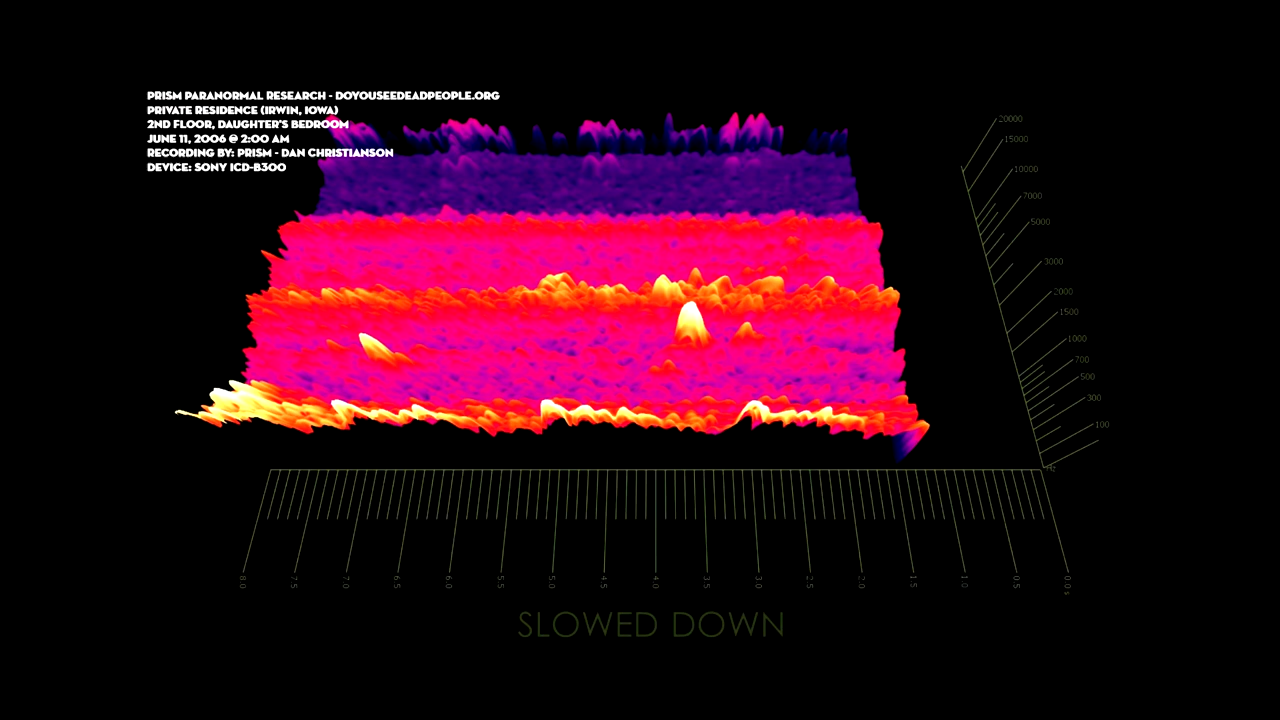 PRISM PARANORMAL RESEARCH - DOYOUSEEDEADPEOPLE.ORG
PRIVATE RESIDENCE (IRWIN, IOWA)
2ND FLOOR, DAUGHTER'S BEDROOM
JUNE 11, 2006 @ 2:00 AM
RECORDING BY: PRISM - DAN CHRISTIANSON
DEVICE: SONY ICD-B300
20000
15000
10000
7000
5000
3000
2000
1500
1000
700
500
300
100
Hz
8.0 7.5 7.0 6.5 6.0 5.5 5.0 4.5 4.0 3.5 3.0 2.5 2.0 1.5 1.0 0.5 0.0 s
SLOWED DOWN